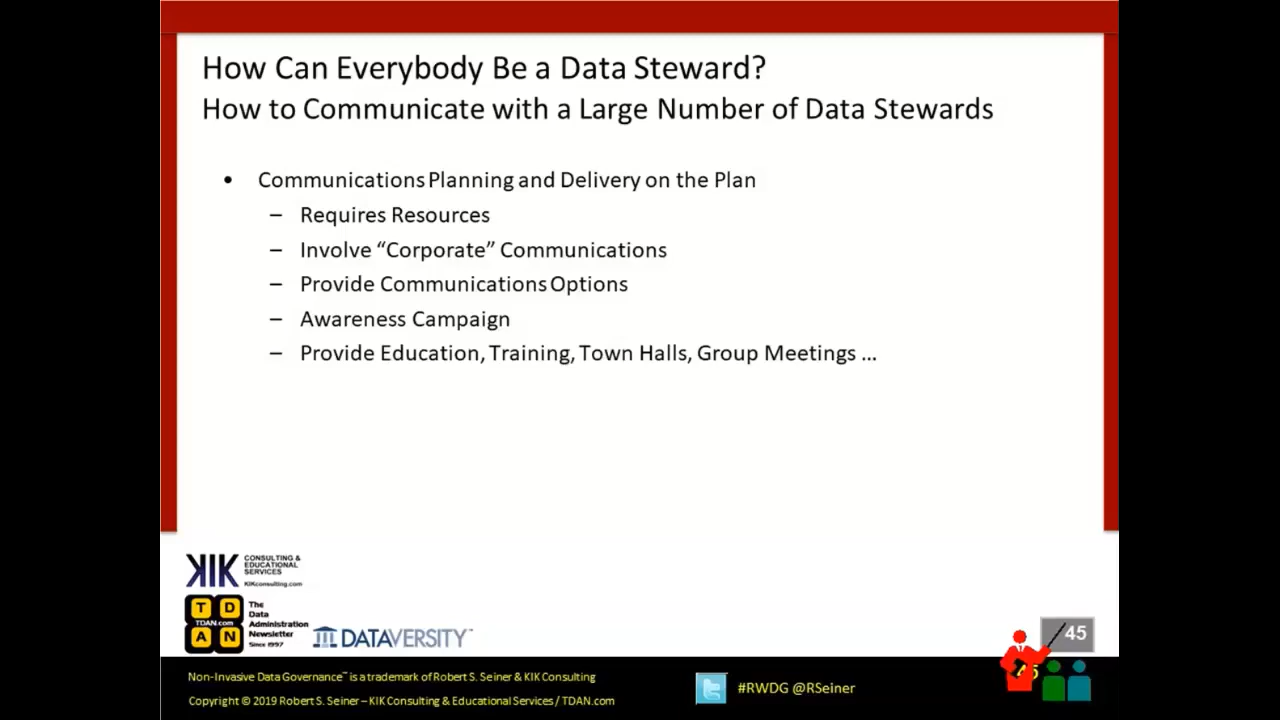 How Can Everybody Be a Data Steward?
How to Communicate with a Large Number of Data Stewards
• Communications Planning and Delivery on the Plan
– Requires Resources
– Involve “Corporate” Communications
– Provide Communications Options
– Awareness Campaign
– Provide Education, Training, Town Halls, Group Meetings ...
KIK CONSULTING &
EDUCATIONAL
SERVICES
KIKconsulting.com
T D
TDAN.com
A N
The
Data
Administration
Newsletter
Since 1997
DATAVERSITY™
45
Non-Invasive Data Governance™ is a trademark of Robert S. Seiner & KIK Consulting
Copyright © 2019 Robert S. Seiner – KIK Consulting & Educational Services / TDAN.com
#RWDG @RSeiner